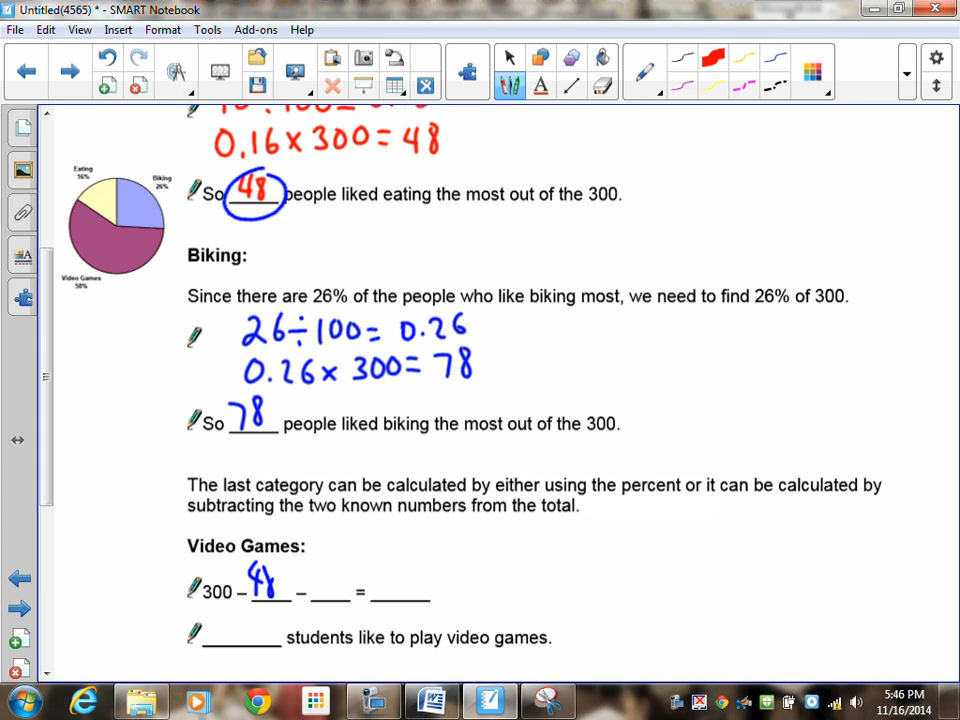 Untitled(4565) * - SMART Notebook
File Edit View Insert Format Tools Add-ons Help
0.16 x 300 = 48
Eating
16%
Biking
26%
Video Games
58%
So 48 people liked eating the most out of the 300.
Biking:
Since there are 26% of the people who like biking most, we need to find 26% of 300.
26 ÷ 100 = 0.26
0.26 x 300 = 78
So 78 people liked biking the most out of the 300.
The last category can be calculated by either using the percent or it can be calculated by
subtracting the two known numbers from the total.
Video Games:
300 – 48 – ____ = ______
________ students like to play video games.
5:46 PM
11/16/2014